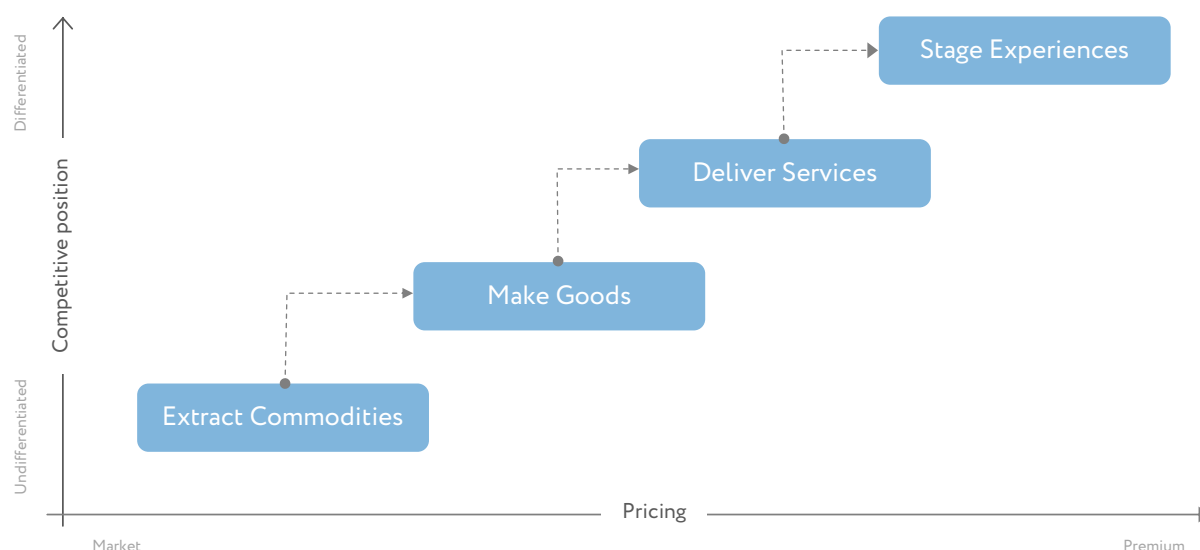 Differentiated
Stage Experiences
Competitive position
Deliver Services
Make Goods
Undifferentiated
Extract Commodities
Pricing
Market
Premium